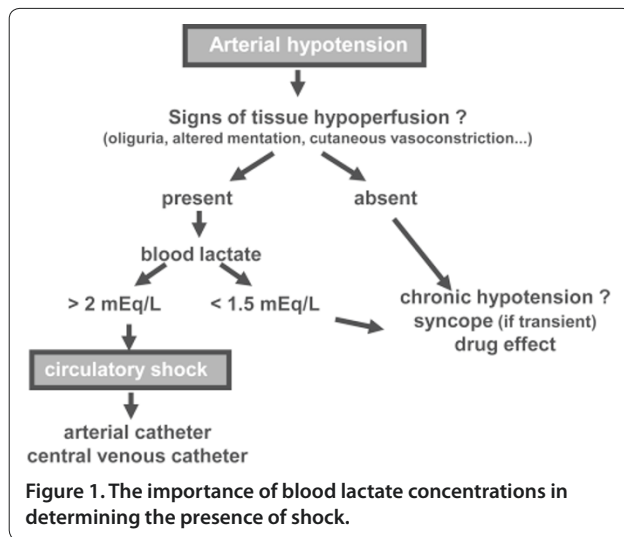 Arterial hypotension
Signs of tissue hypoperfusion ?
(oliguria, altered mentation, cutaneous vasoconstriction...)
present
absent
blood lactate
> 2 mEq/L
< 1.5 mEq/L
chronic hypotension ?
syncope (if transient)
drug effect
circulatory shock
arterial catheter
central venous catheter
Figure 1. The importance of blood lactate concentrations in
determining the presence of shock.